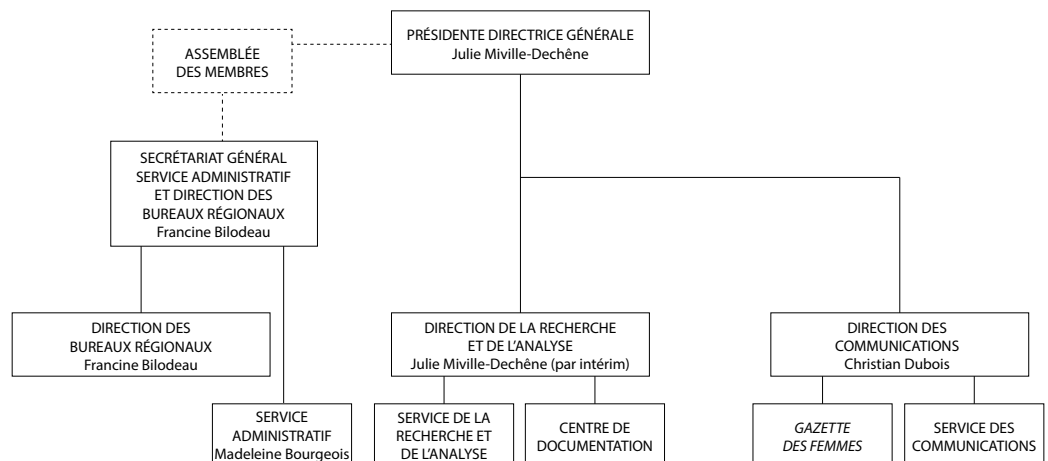 PRÉSIDENTE DIRECTRICE GÉNÉRALE
Julie Miville-Dechêne
ASSEMBLÉE
DES MEMBRES
SECRÉTARIAT GÉNÉRAL
SERVICE ADMINISTRATIF
ET DIRECTION DES
BUREAUX RÉGIONAUX
Francine Bilodeau
DIRECTION DES
BUREAUX RÉGIONAUX
Francine Bilodeau
DIRECTION DE LA RECHERCHE
ET DE L'ANALYSE
Julie Miville-Dechêne (par intérim)
DIRECTION DES
COMMUNICATIONS
Christian Dubois
SERVICE
ADMINISTRATIF
Madeleine Bourgeois
SERVICE DE LA
RECHERCHE ET
DE L'ANALYSE
CENTRE DE
DOCUMENTATION
GAZETTE
DES FEMMES
SERVICE DES
COMMUNICATIONS